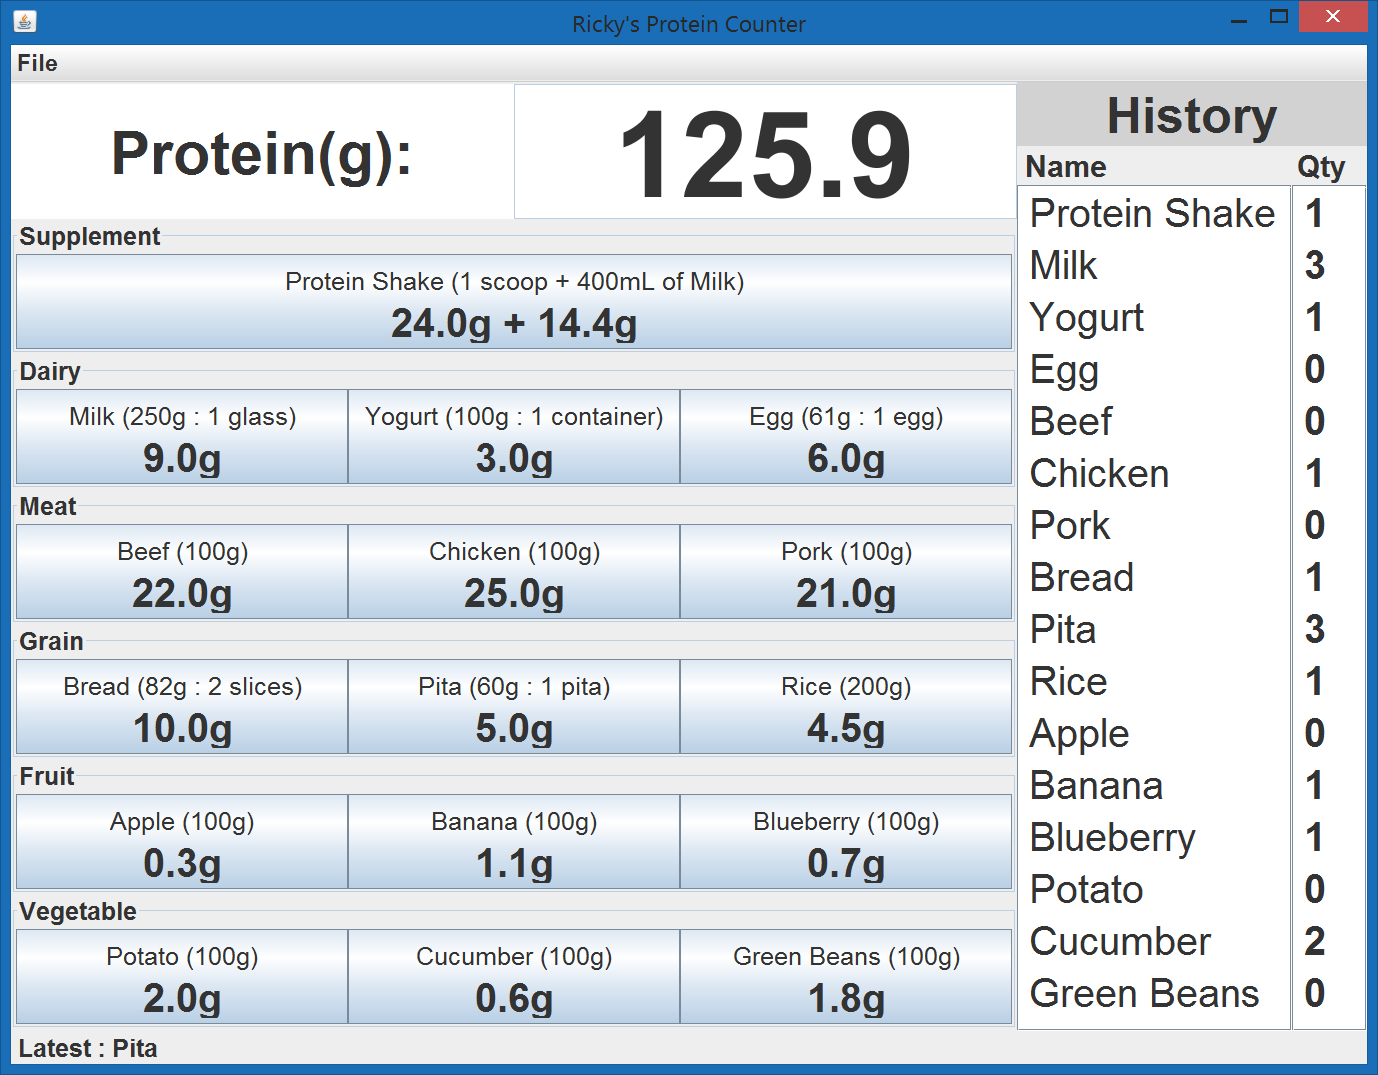 Ricky's Protein Counter
File
Protein(g):
125.9
Supplement
Protein Shake (1 scoop + 400mL of Milk)
24.0g + 14.4g
Dairy
Milk (250g : 1 glass)
9.0g
Yogurt (100g : 1 container)
3.0g
Egg (61g : 1 egg)
6.0g
Meat
Beef (100g)
22.0g
Chicken (100g)
25.0g
Pork (100g)
21.0g
Grain
Bread (82g : 2 slices)
10.0g
Pita (60g : 1 pita)
5.0g
Rice (200g)
4.5g
Fruit
Apple (100g)
0.3g
Banana (100g)
1.1g
Blueberry (100g)
0.7g
Vegetable
Potato (100g)
2.0g
Cucumber (100g)
0.6g
Green Beans (100g)
1.8g
Latest : Pita
History
Name Qty
Protein Shake 1
Milk 3
Yogurt 1
Egg 0
Beef 0
Chicken 1
Pork 0
Bread 1
Pita 3
Rice 1
Apple 0
Banana 1
Blueberry 1
Potato 0
Cucumber 2
Green Beans 0